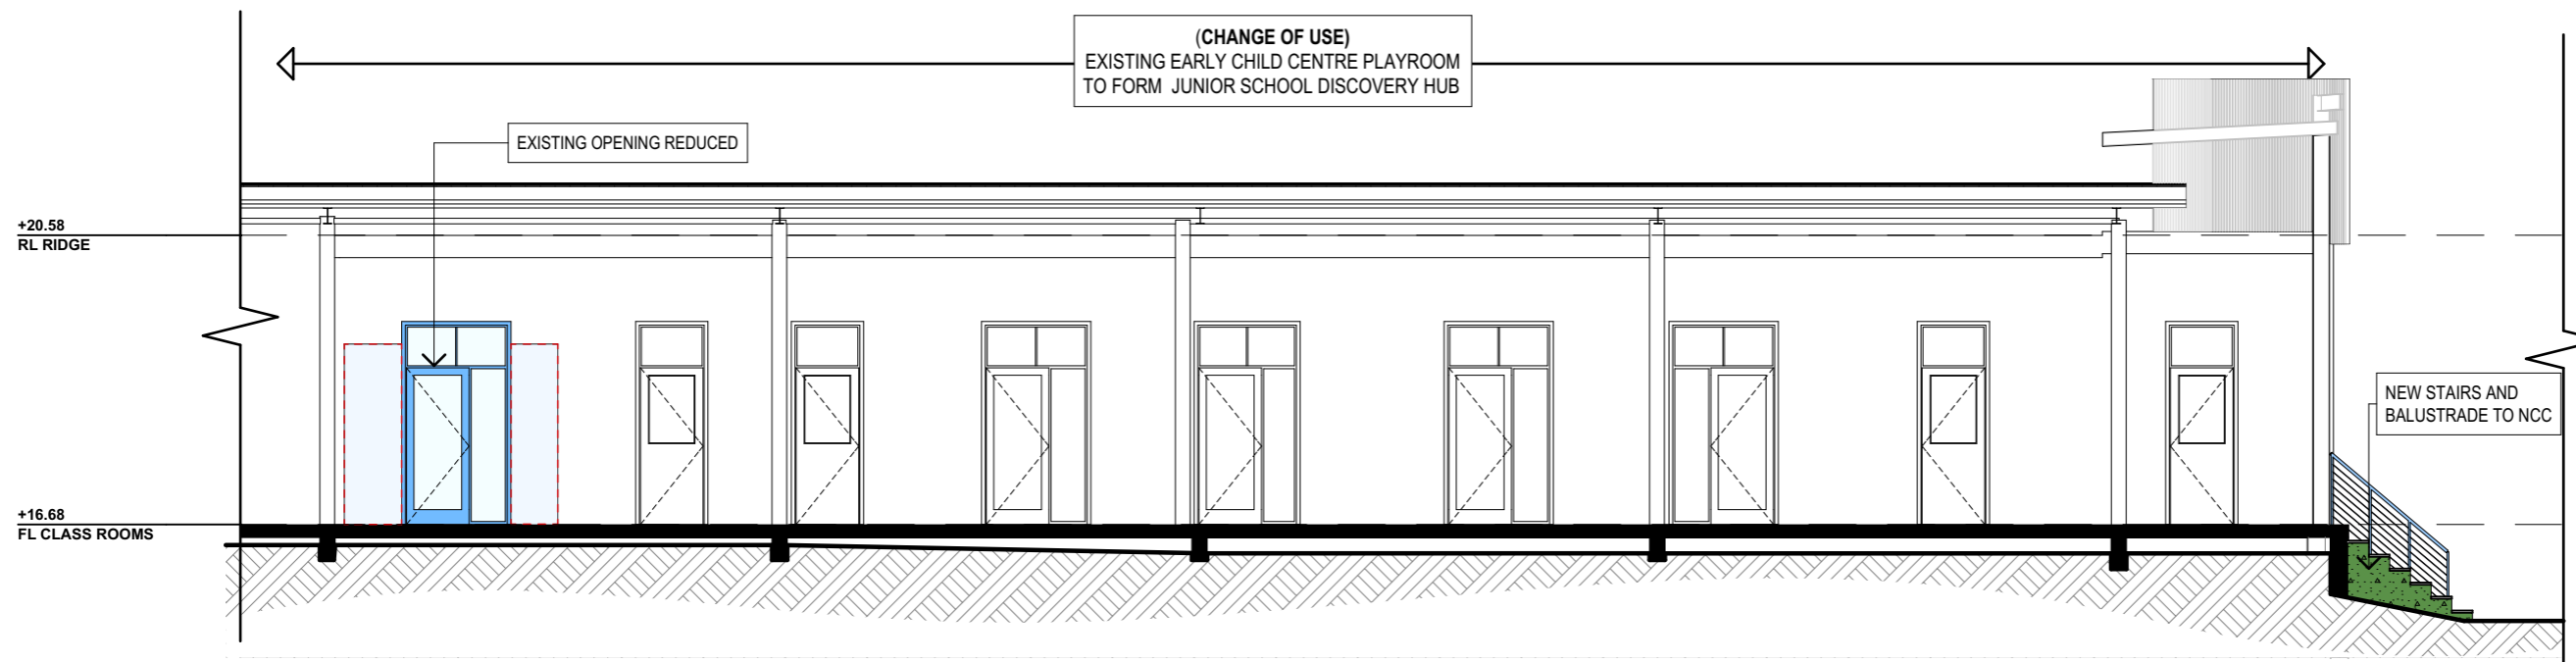 (CHANGE OF USE)
EXISTING EARLY CHILD CENTRE PLAYROOM
TO FORM JUNIOR SCHOOL DISCOVERY HUB
EXISTING OPENING REDUCED
+20.58
RL RIDGE
NEW STAIRS AND
BALUSTRADE TO NCC
+16.68
FL CLASS ROOMS